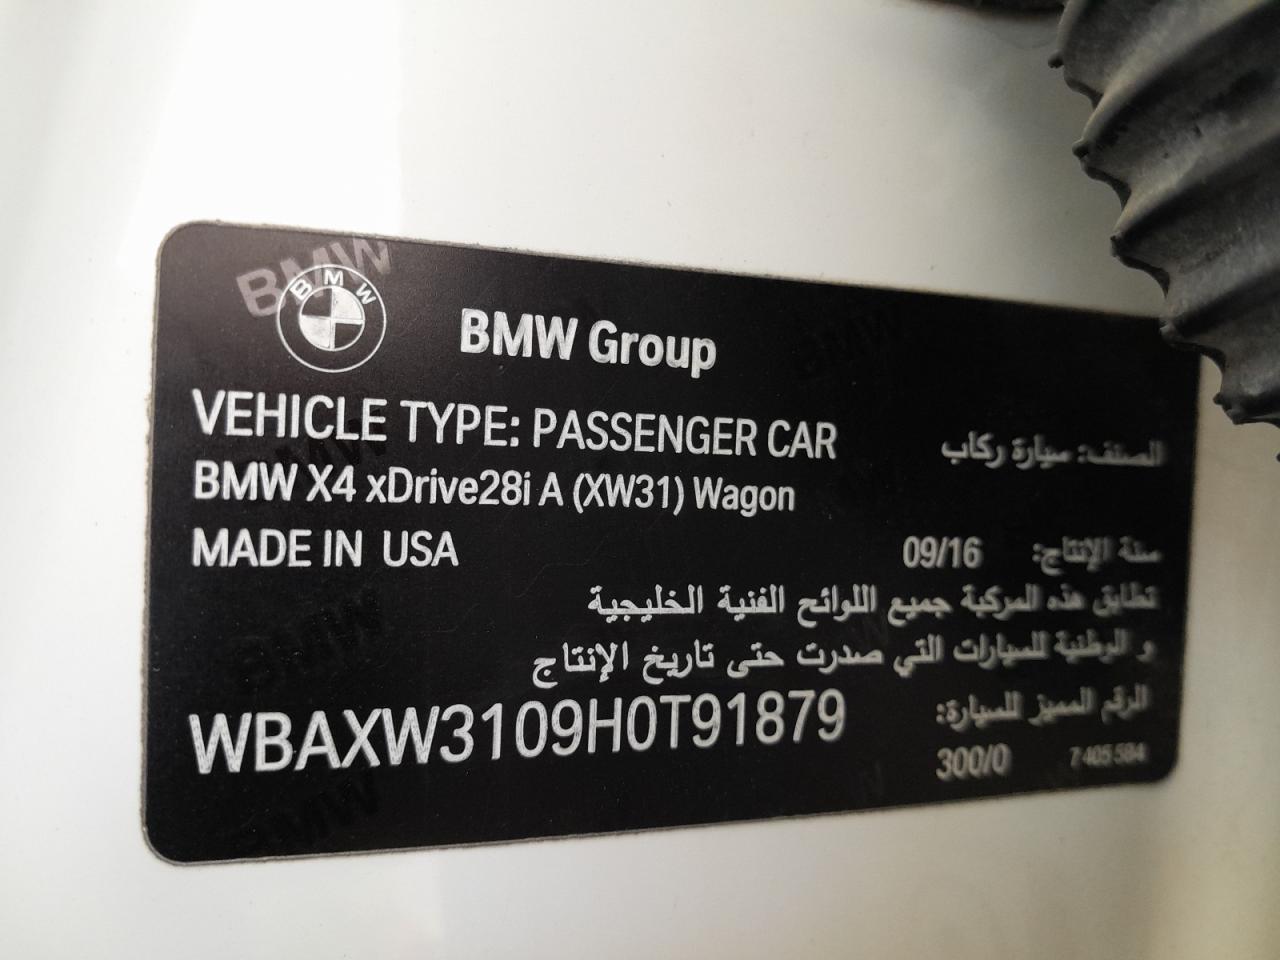 BMW
BMW Group
VEHICLE TYPE: PASSENGER CAR الصنف: سيارة ركاب
BMW X4 xDrive28i A (XW31) Wagon
MADE IN USA 09/16 سنة الإنتاج:
تطابق هذه المركبة جميع اللوائح الفنية الخليجية
و الوطنية للسيارات التي صدرت حتى تاريخ الإنتاج
WBAXW3109H0T91879 الرقم المميز للسيارة:
300/0 7 405 584